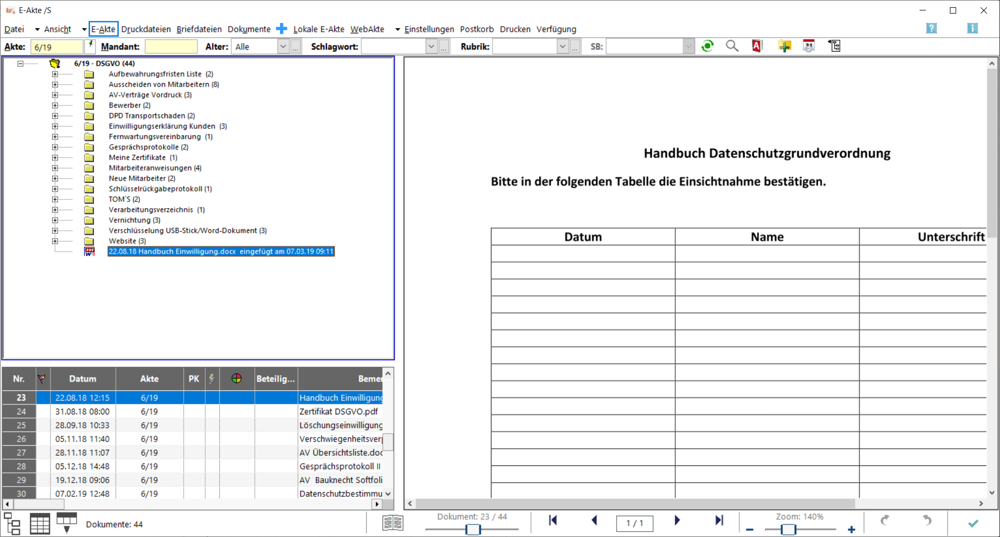 E-Akte /S
Datei Ansicht E-Akte Druckdateien Briefdateien Dokumente Lokale E-Akte WebAkte Einstellungen Postkorb Drucken Verfügung
Akte: 6/19 Mandant: Alter: Alle ... Schlagwort: ... Rubrik: ... SB:
6/19 - DSGVO (44)
Aufbewahrungsfristen Liste (2)
Ausscheiden von Mitarbeitern (8)
AV-Verträge Vordruck (3)
Bewerber (2)
DPD Transportschaden (2)
Einwilligungserklärung Kunden (3)
Fernwartungsvereinbarung (1)
Gesprächsprotokolle (2)
Meine Zertifikate (1)
Mitarbeiteranweisungen (4)
Neue Mitarbeiter (2)
Schlüsselrückgabeprotokoll (1)
TOM`S (2)
Verarbeitungsverzeichnis (1)
Vernichtung (3)
Verschlüsselung USB-Stick/Word-Dokument (3)
Website (3)
22.08.18 Handbuch Einwilligung.docx eingefügt am 07.03.19 09:11
Nr. Datum Akte PK Beteilig... Bemer
23 22.08.18 12:15 6/19 Handbuch Einwilligung
24 31.08.18 08:00 6/19 Zertifikat DSGVO.pdf
25 28.09.18 10:33 6/19 Löschungseinwilligung
26 05.11.18 11:40 6/19 Verschwiegenheitsverp
27 28.11.18 11:07 6/19 AV Übersichtsliste.doc
28 05.12.18 14:48 6/19 Gesprächsprotokoll II
29 19.12.18 09:06 6/19 AV Bauknecht Softfoli
30 07.02.19 12:48 6/19 Datenschutzbestimmu
Handbuch Datenschutzgrundverordnung
Bitte in der folgenden Tabelle die Einsichtnahme bestätigen.
Datum Name Unterschrift
Dokumente: 44
Dokument: 23 / 44
1 / 1
Zoom: 140%